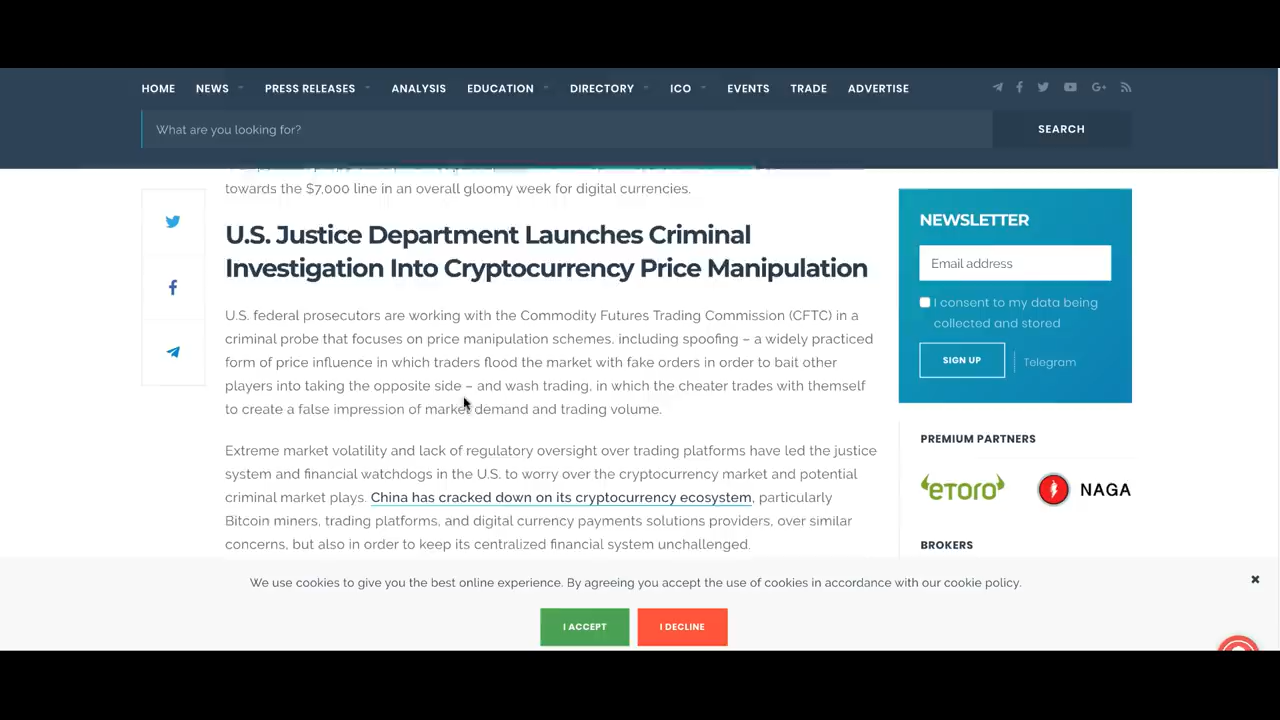 HOME NEWS PRESS RELEASES ANALYSIS EDUCATION DIRECTORY ICO EVENTS TRADE ADVERTISE
What are you looking for?
SEARCH
towards the $7,000 line in an overall gloomy week for digital currencies.
U.S. Justice Department Launches Criminal
Investigation Into Cryptocurrency Price Manipulation
U.S. federal prosecutors are working with the Commodity Futures Trading Commission (CFTC) in a
criminal probe that focuses on price manipulation schemes, including spoofing – a widely practiced
form of price influence in which traders flood the market with fake orders in order to bait other
players into taking the opposite side – and wash trading, in which the cheater trades with themself
to create a false impression of market demand and trading volume.
Extreme market volatility and lack of regulatory oversight over trading platforms have led the justice
system and financial watchdogs in the U.S. to worry over the cryptocurrency market and potential
criminal market plays. China has cracked down on its cryptocurrency ecosystem, particularly
Bitcoin miners, trading platforms, and digital currency payments solutions providers, over similar
concerns, but also in order to keep its centralized financial system unchallenged.
NEWSLETTER
Email address
I consent to my data being
collected and stored
SIGN UP
Telegram
PREMIUM PARTNERS
eToro
NAGA
BROKERS
We use cookies to give you the best online experience. By agreeing you accept the use of cookies in accordance with our cookie policy.
I ACCEPT
I DECLINE